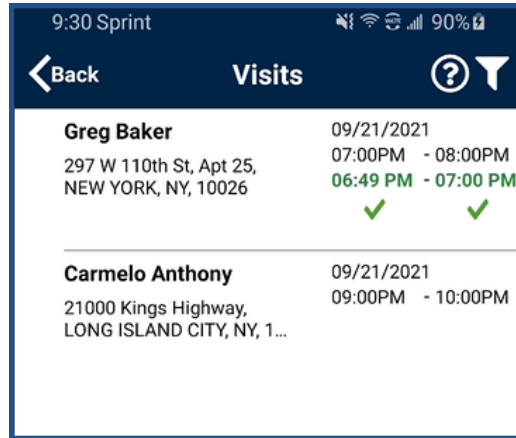 9:30 Sprint 90%
Back Visits ?
Greg Baker 09/21/2021
297 W 110th St, Apt 25, 07:00PM - 08:00PM
NEW YORK, NY, 10026 06:49 PM - 07:00 PM
Carmelo Anthony 09/21/2021
21000 Kings Highway, 09:00PM - 10:00PM
LONG ISLAND CITY, NY, 1...